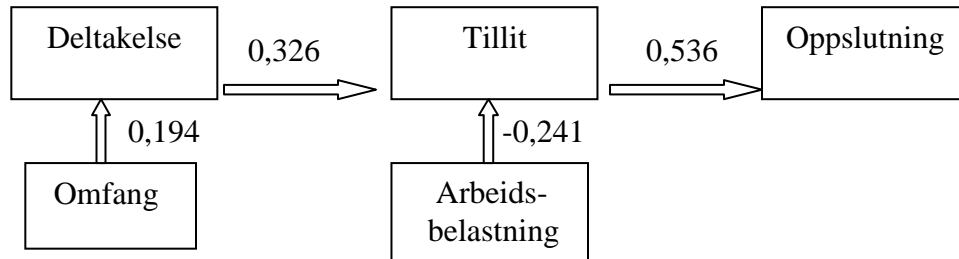 Deltakelse
0,326
Tillit
0,536
Oppslutning
0,194
-0,241
Omfang
Arbeids-
belastning